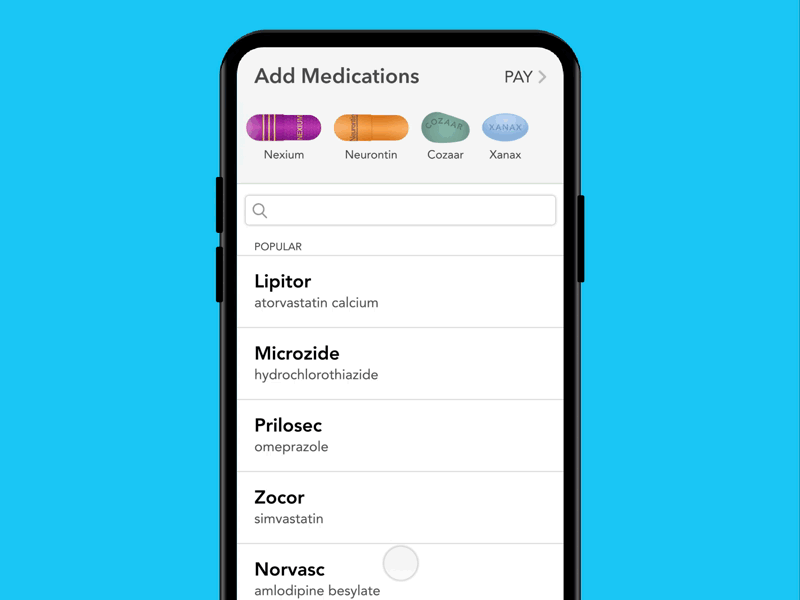 Add Medications
PAY
NEXIUM
Neurontin
COZAAR
XANAX
Nexium
Neurontin
Cozaar
Xanax
POPULAR
Lipitor
atorvastatin calcium
Microzide
hydrochlorothiazide
Prilosec
omeprazole
Zocor
simvastatin
Norvasc
amlodipine besylate